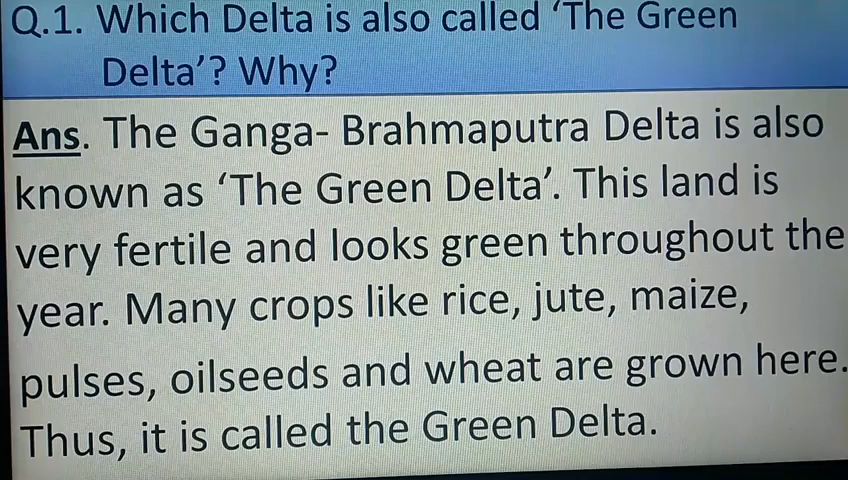 Q.1. Which Delta is also called ‘The Green
Delta’? Why?
Ans. The Ganga- Brahmaputra Delta is also
known as ‘The Green Delta’. This land is
very fertile and looks green throughout the
year. Many crops like rice, jute, maize,
pulses, oilseeds and wheat are grown here.
Thus, it is called the Green Delta.